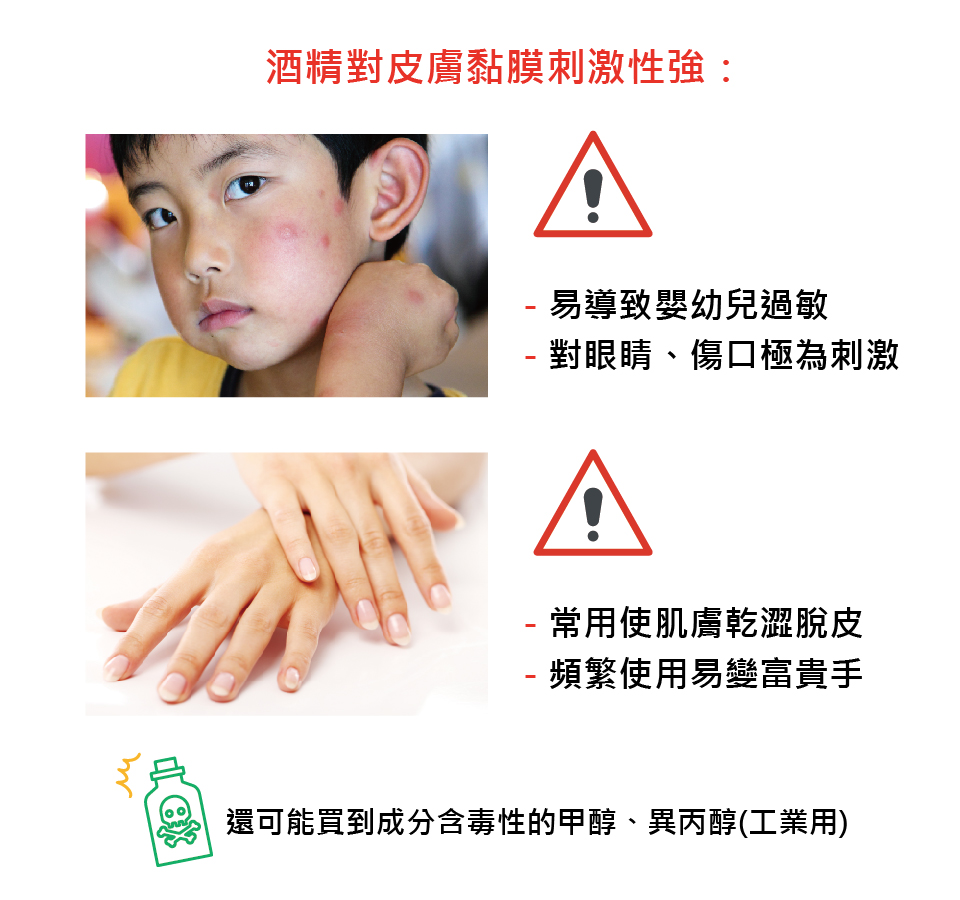 酒精對皮膚黏膜刺激性強：
- 易導致嬰幼兒過敏
- 對眼睛、傷口極為刺激
- 常用使肌膚乾澀脫皮
- 頻繁使用易變富貴手
還可能買到成分含毒性的甲醇、異丙醇(工業用)